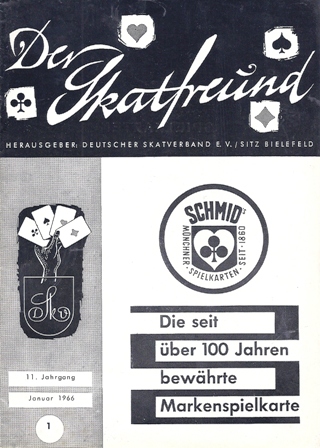 Der
Skatfreund
HERAUSGEBER: DEUTSCHER SKATVERBAND E. V. / SITZ BIELEFELD
SCHMID'S
MÜNCHNER · SPIELKARTEN · SEIT · 1860
DSkV
Die seit
über 100 Jahren
bewährte
Markenspielkarte
11. Jahrgang
Januar 1966
1